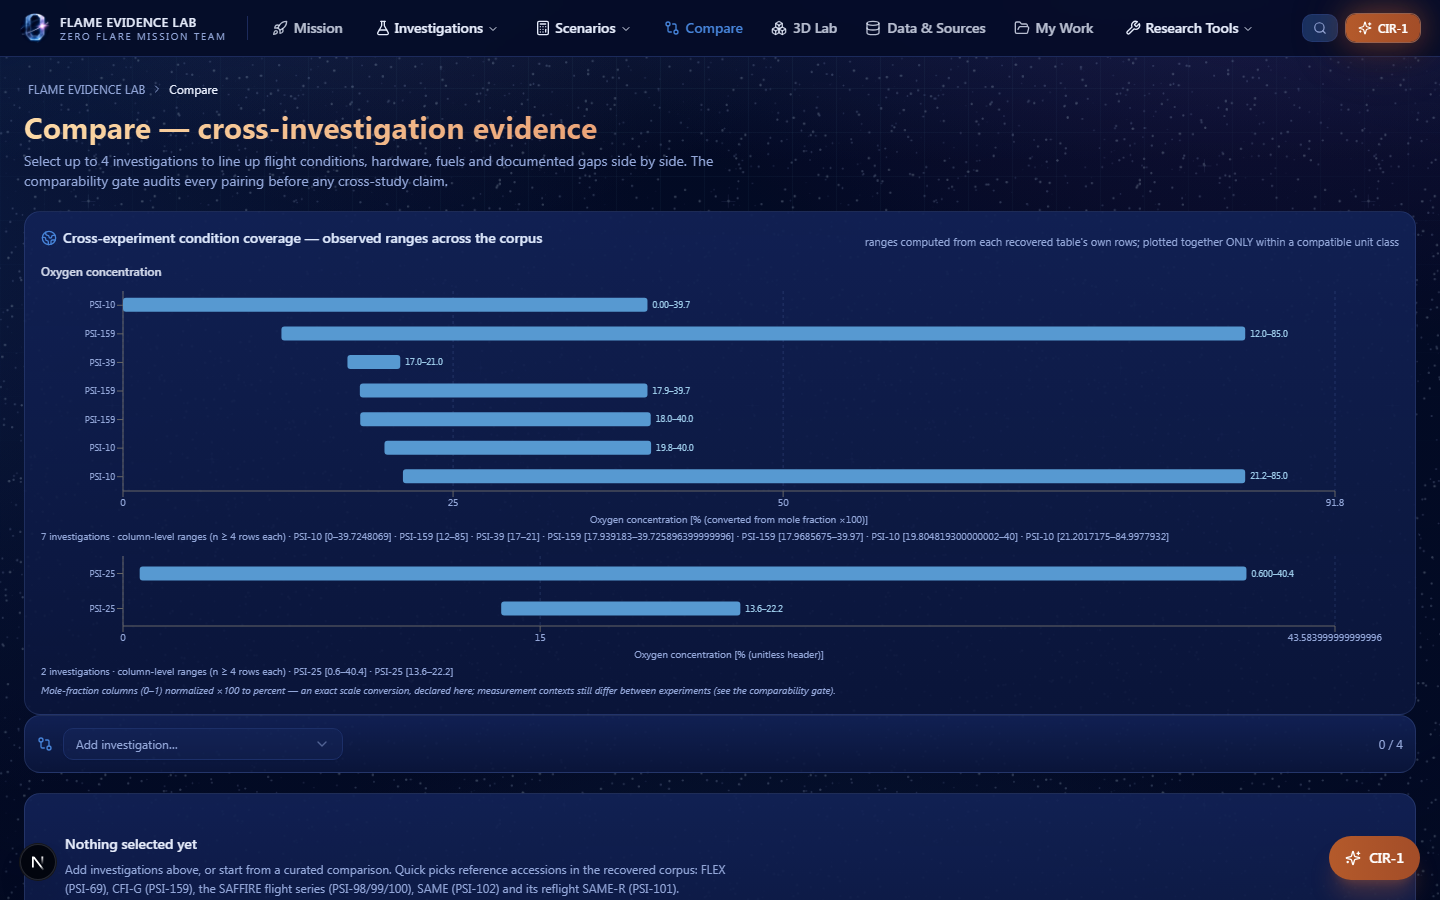 FLAME EVIDENCE LAB
ZERO FLARE MISSION TEAM
Mission
Investigations
Scenarios
Compare
3D Lab
Data & Sources
My Work
Research Tools
CIR-1
FLAME EVIDENCE LAB > Compare
Compare — cross-investigation evidence
Select up to 4 investigations to line up flight conditions, hardware, fuels and documented gaps side by side. The
comparability gate audits every pairing before any cross-study claim.
Cross-experiment condition coverage — observed ranges across the corpus
ranges computed from each recovered table's own rows; plotted together ONLY within a compatible unit class
Oxygen concentration
PSI-10 0.00–39.7
PSI-159 12.0–85.0
PSI-39 17.0–21.0
PSI-159 17.9–39.7
PSI-159 18.0–40.0
PSI-10 19.8–40.0
PSI-10 21.2–85.0
0 25 50 91.8
Oxygen concentration [% (converted from mole fraction ×100)]
7 investigations · column-level ranges (n ≥ 4 rows each) · PSI-10 [0–39.7248069] · PSI-159 [12–85] · PSI-39 [17–21] · PSI-159 [17.939183–39.725896399999996] · PSI-159 [17.9685675–39.97] · PSI-10 [19.804819300000002–40] · PSI-10 [21.2017175–84.9977932]
PSI-25 0.600–40.4
PSI-25 13.6–22.2
0 15 43.583999999999996
Oxygen concentration [% (unitless header)]
2 investigations · column-level ranges (n ≥ 4 rows each) · PSI-25 [0.6–40.4] · PSI-25 [13.6–22.2]
Mole-fraction columns (0–1) normalized ×100 to percent — an exact scale conversion, declared here; measurement contexts still differ between experiments (see the comparability gate).
Add investigation...
0 / 4
Nothing selected yet
Add investigations above, or start from a curated comparison. Quick picks reference accessions in the recovered corpus: FLEX
(PSI-69), CFI-G (PSI-159), the SAFFIRE flight series (PSI-98/99/100), SAME (PSI-102) and its reflight SAME-R (PSI-101).
N
CIR-1